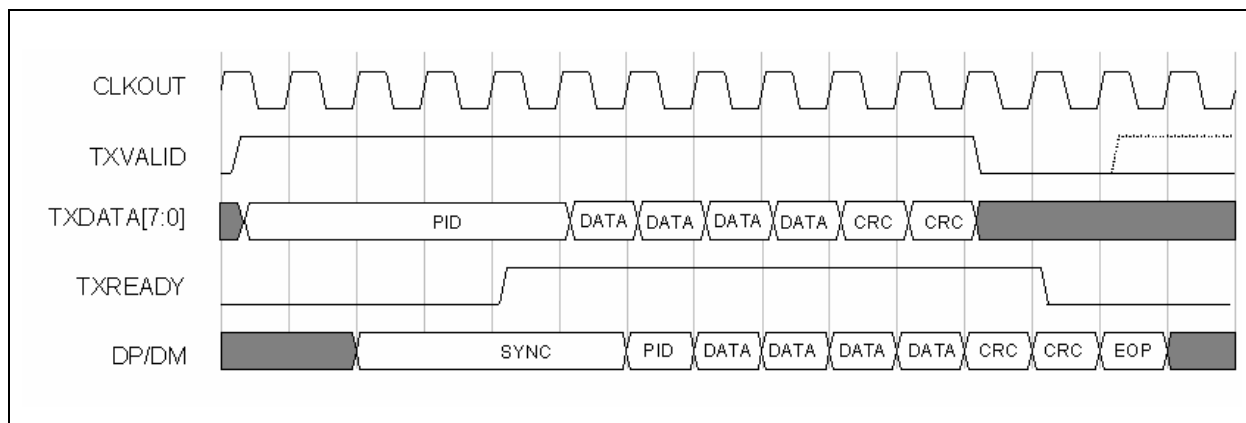 CLKOUT
TXVALID
TXDATA[7:0] PID DATA DATA DATA DATA CRC CRC
TXREADY
DP/DM SYNC PID DATA DATA DATA DATA CRC CRC EOP